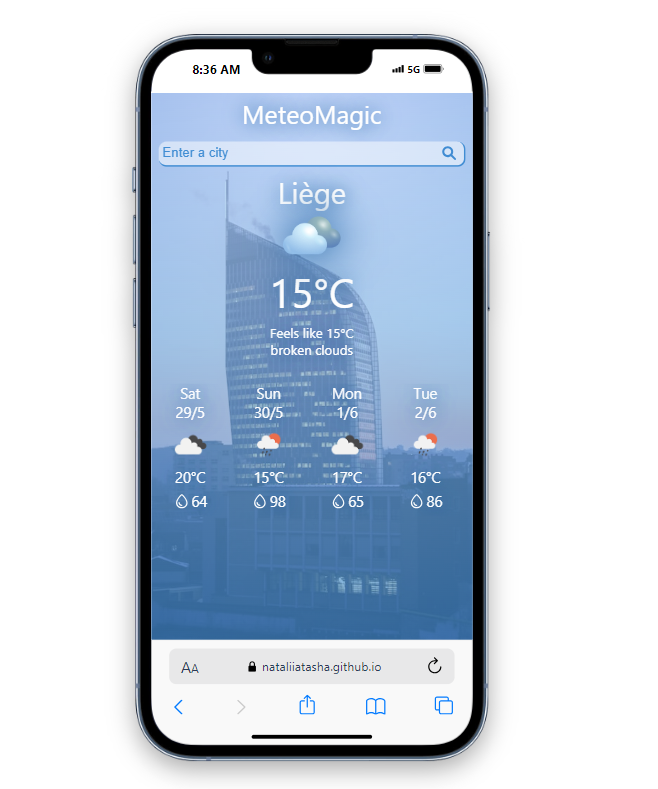 8:36 AM 5G
MeteoMagic
Enter a city
Liège
15°C
Feels like 15°C
broken clouds
Sat Sun Mon Tue
29/5 30/5 1/6 2/6
20°C 15°C 17°C 16°C
64 98 65 86
AA nataliiatasha.github.io